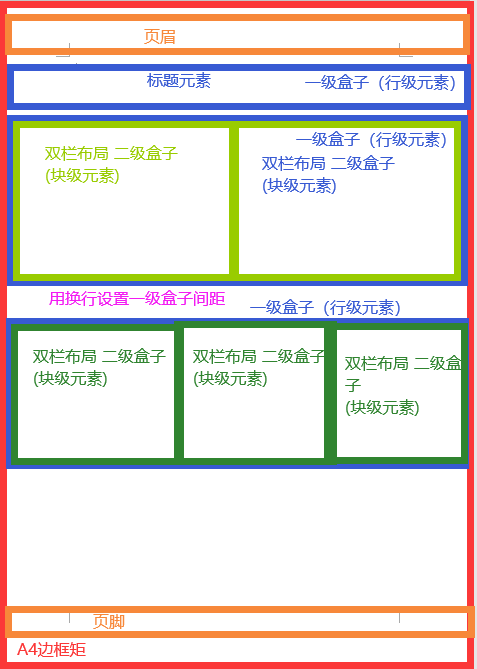 页眉
标题元素
一级盒子（行级元素）
一级盒子（行级元素）
双栏布局 二级盒子
(块级元素)
双栏布局 二级盒子
(块级元素)
用换行设置一级盒子间距
一级盒子（行级元素）
双栏布局 二级盒子
(块级元素)
双栏布局 二级盒子
(块级元素)
双栏布局 二级盒
子
(块级元素)
页脚
A4边框矩